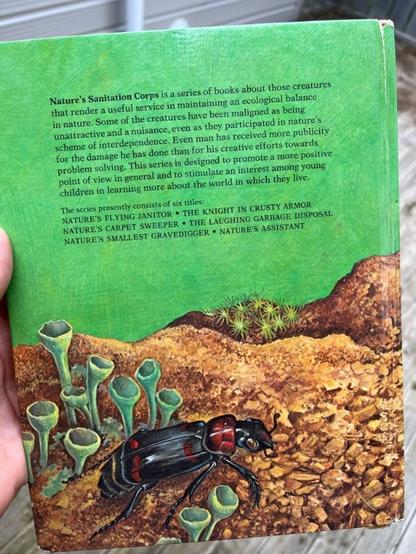 Nature's Sanitation Corps is a series of books about those creatures
that render a useful service in maintaining an ecological balance
in nature. Some of the creatures have been maligned as being
unattractive and a nuisance, even as they participated in nature's
scheme of interdependence. Even man has received more publicity
for the damage he has done than for his creative efforts towards
problem solving. This series is designed to promote a more positive
point of view in general and to stimulate an interest among young
children in learning more about the world in which they live.
The series presently consists of six titles:
NATURE'S FLYING JANITOR • THE KNIGHT IN CRUSTY ARMOR
NATURE'S CARPET SWEEPER • THE LAUGHING GARBAGE DISPOSAL
NATURE'S SMALLEST GRAVEDIGGER • NATURE'S ASSISTANT